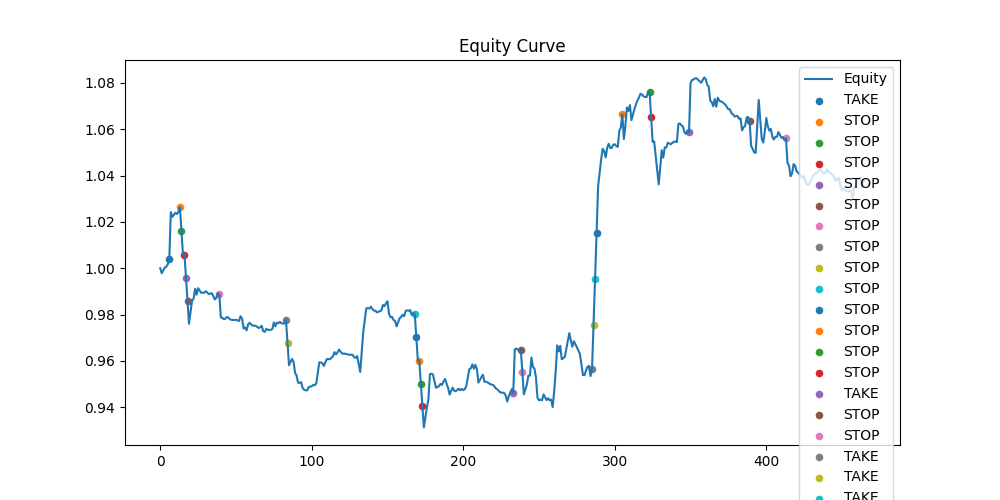 Equity Curve
1.08
1.06
1.04
1.02
1.00
0.98
0.96
0.94
0
100
200
300
400
Equity
TAKE
STOP
STOP
STOP
STOP
STOP
STOP
STOP
STOP
STOP
STOP
STOP
STOP
STOP
TAKE
STOP
STOP
TAKE
TAKE
TAKE